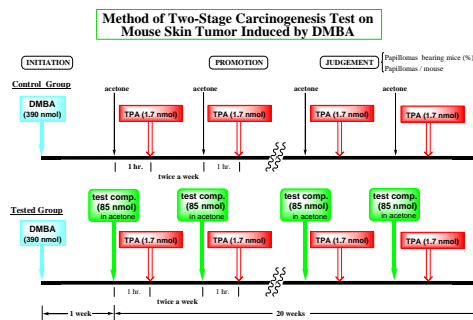 Method of Two-Stage Carcinogenesis Test on
Mouse Skin Tumor Induced by DMBA
INITIATION
PROMOTION
JUDGEMENT
Papillomas bearing mice (%)
Papillomas / mouse
Control Group
acetone
acetone
acetone
acetone
DMBA
(390 nmol)
TPA (1.7 nmol)
TPA (1.7 nmol)
TPA (1.7 nmol)
TPA (1.7 nmol)
1 hr.
1 hr.
twice a week
Tested Group
test comp.
(85 nmol)
in acetone
test comp.
(85 nmol)
in acetone
test comp.
(85 nmol)
in acetone
test comp.
(85 nmol)
in acetone
DMBA
(390 nmol)
TPA (1.7 nmol)
TPA (1.7 nmol)
TPA (1.7 nmol)
TPA (1.7 nmol)
1 hr.
1 hr.
twice a week
1 week
20 weeks